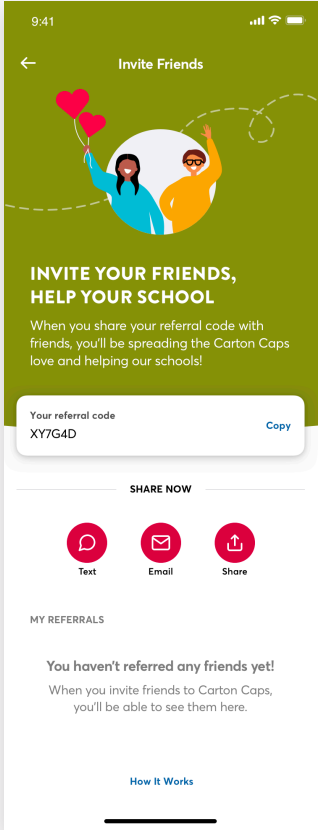 9:41
Invite Friends
INVITE YOUR FRIENDS,
HELP YOUR SCHOOL
When you share your referral code with
friends, you'll be spreading the Carton Caps
love and helping our schools!
Your referral code
XY7G4D
Copy
SHARE NOW
Text Email Share
MY REFERRALS
You haven't referred any friends yet!
When you invite friends to Carton Caps,
you'll be able to see them here.
How It Works